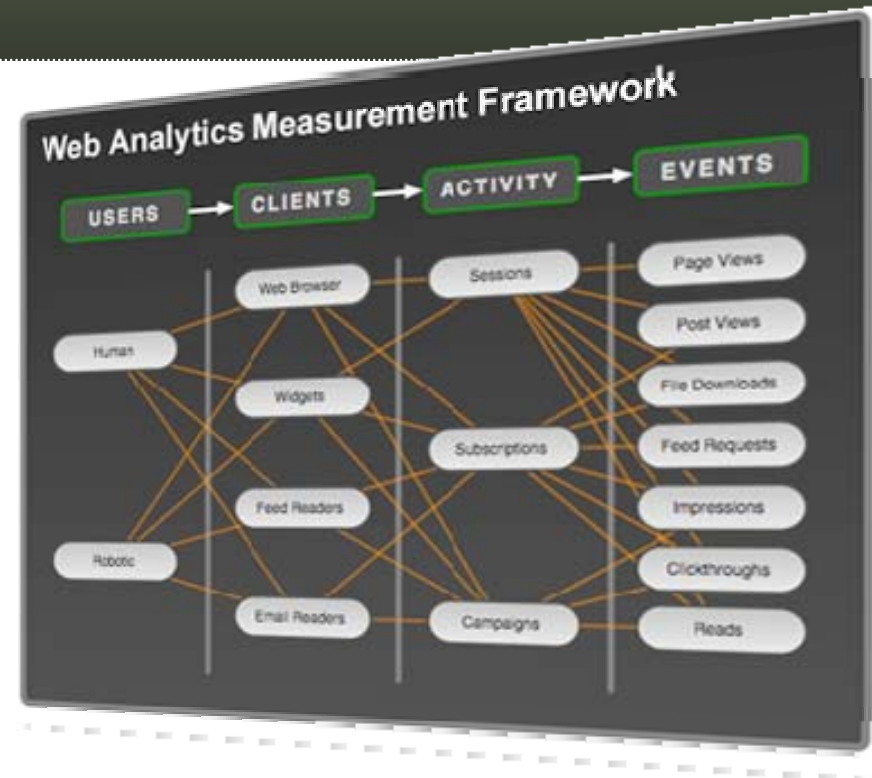 Web Analytics Measurement Framework
USERS
CLIENTS
ACTIVITY
EVENTS
Human
Robotic
Web Browser
Widgets
Feed Readers
Email Readers
Sessions
Subscriptions
Campaigns
Page Views
Post Views
File Downloads
Feed Requests
Impressions
Clickthroughs
Reads